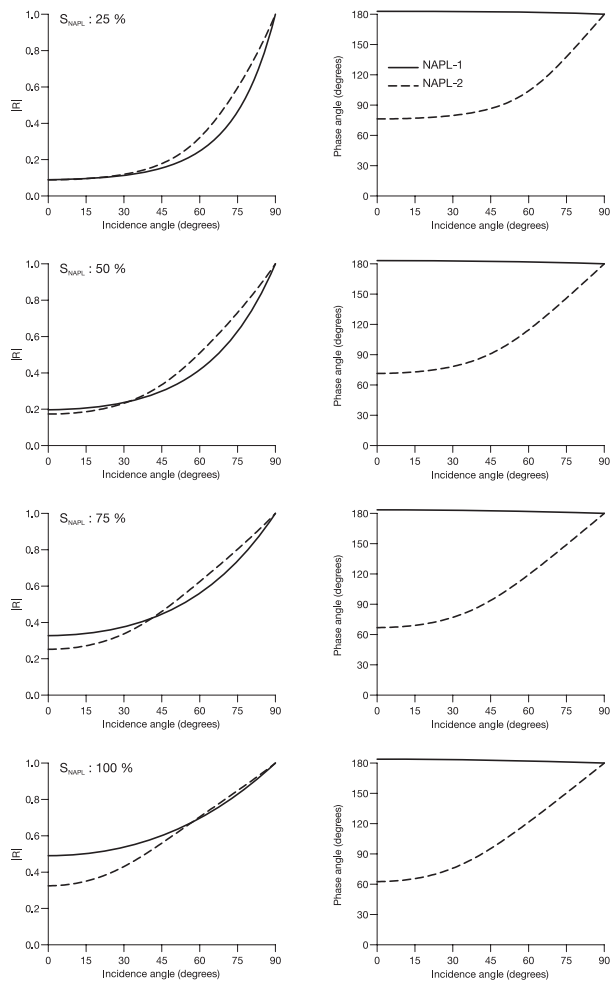 S_NAPL : 25 %
1.0
0.8
0.6
0.4
0.2
0.0
|R|
0 15 30 45 60 75 90
Incidence angle (degrees)
180
150
120
90
60
30
0
Phase angle (degrees)
NAPL-1
NAPL-2
0 15 30 45 60 75 90
Incidence angle (degrees)
S_NAPL : 50 %
1.0
0.8
0.6
0.4
0.2
0.0
|R|
0 15 30 45 60 75 90
Incidence angle (degrees)
180
150
120
90
60
30
0
Phase angle (degrees)
0 15 30 45 60 75 90
Incidence angle (degrees)
S_NAPL : 75 %
1.0
0.8
0.6
0.4
0.2
0.0
|R|
0 15 30 45 60 75 90
Incidence angle (degrees)
180
150
120
90
60
30
0
Phase angle (degrees)
0 15 30 45 60 75 90
Incidence angle (degrees)
S_NAPL : 100 %
1.0
0.8
0.6
0.4
0.2
0.0
|R|
0 15 30 45 60 75 90
Incidence angle (degrees)
180
150
120
90
60
30
0
Phase angle (degrees)
0 15 30 45 60 75 90
Incidence angle (degrees)